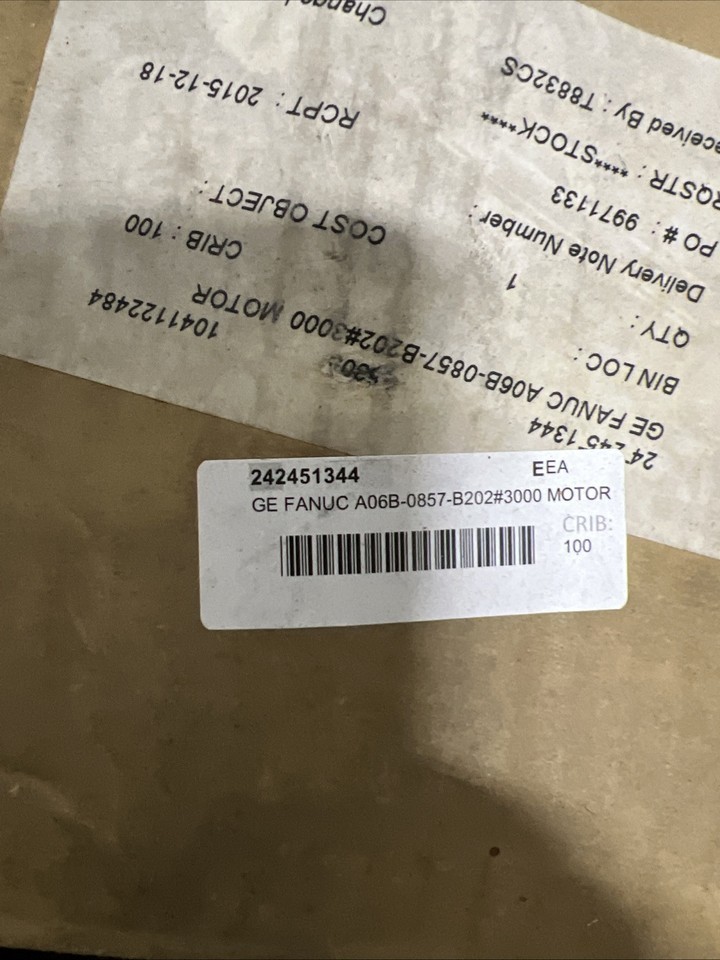 242451344 EEA
GE FANUC A06B-0857-B202#3000 MOTOR
CRIB:
100
1344
GE FANUC A06B-0857-B202#3000 MOTOR
1041122484
BIN LOC :
QTY : 1
CRIB : 100
Delivery Note Number :
COST OBJECT :
PO # : 9971133
RQSTR : ****STOCK****
eceived By : T8832CS
RCPT : 2015-12-18